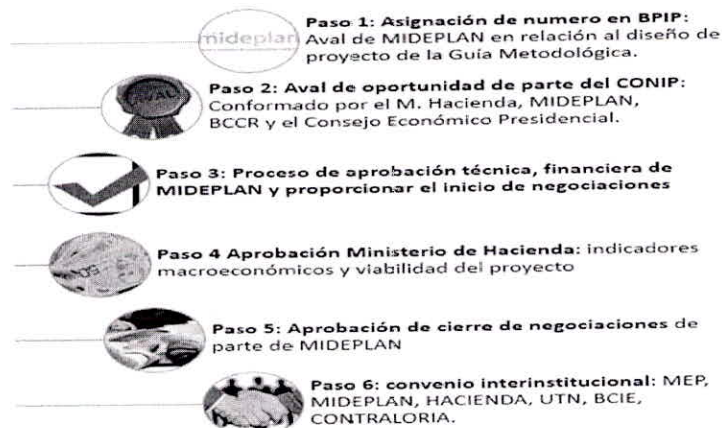 mideplan
Paso 1: Asignación de numero en BPIP:
Aval de MIDEPLAN en relación al diseño de
proyecto de la Guía Metodológica.
AVAL
Paso 2: Aval de oportunidad de parte del CONIP:
Conformado por el M. Hacienda, MIDEPLAN,
BCCR y el Consejo Económico Presidencial.
Paso 3: Proceso de aprobación técnica, financiera de
MIDEPLAN y proporcionar el inicio de negociaciones
Paso 4 Aprobación Ministerio de Hacienda: indicadores
macroeconómicos y viabilidad del proyecto
Paso 5: Aprobación de cierre de negociaciones de
parte de MIDEPLAN
Paso 6: convenio interinstitucional: MEP,
MIDEPLAN, HACIENDA, UTN, BCIE,
CONTRALORIA.